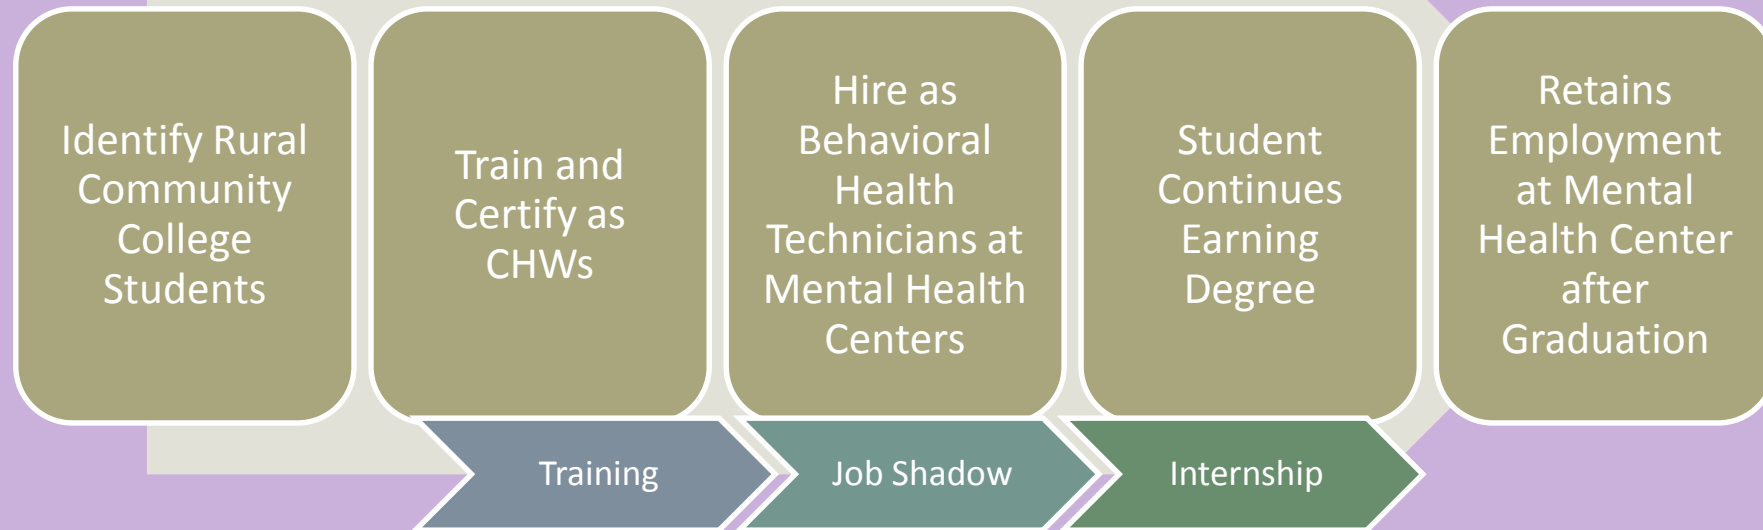 Identify Rural
Community
College
Students
Train and
Certify as
CHWs
Hire as
Behavioral
Health
Technicians at
Mental Health
Centers
Student
Continues
Earning
Degree
Retains
Employment
at Mental
Health Center
after
Graduation
Training
Job Shadow
Internship